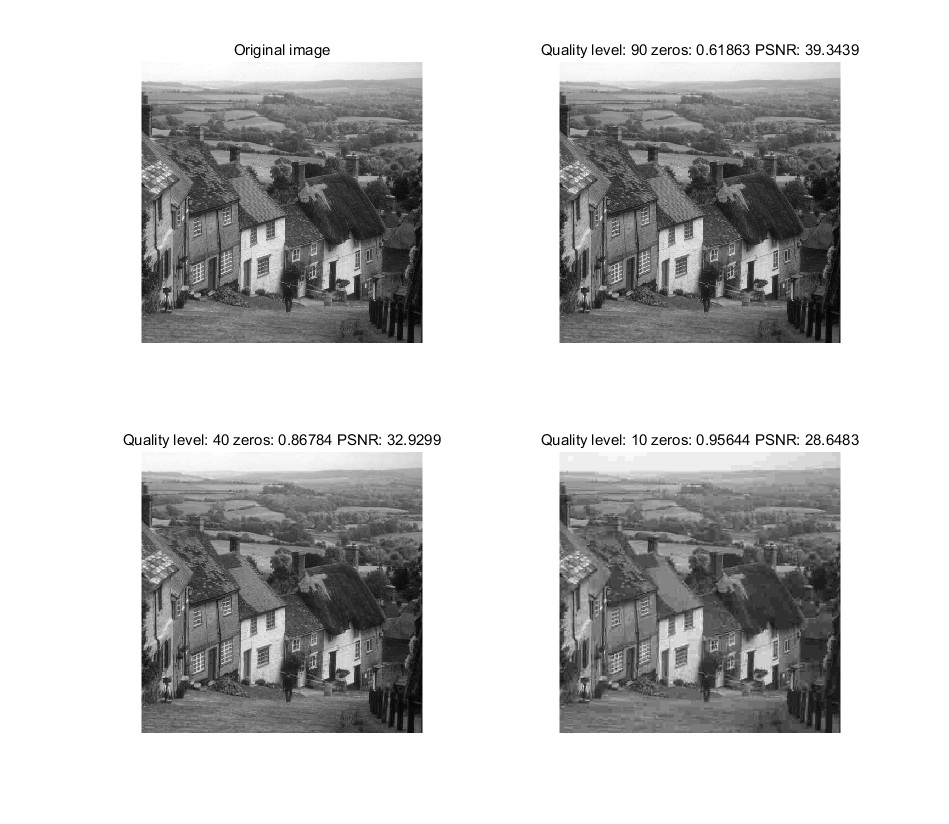 Original image
Quality level: 90 zeros: 0.61863 PSNR: 39.3439
Quality level: 40 zeros: 0.86784 PSNR: 32.9299
Quality level: 10 zeros: 0.95644 PSNR: 28.6483